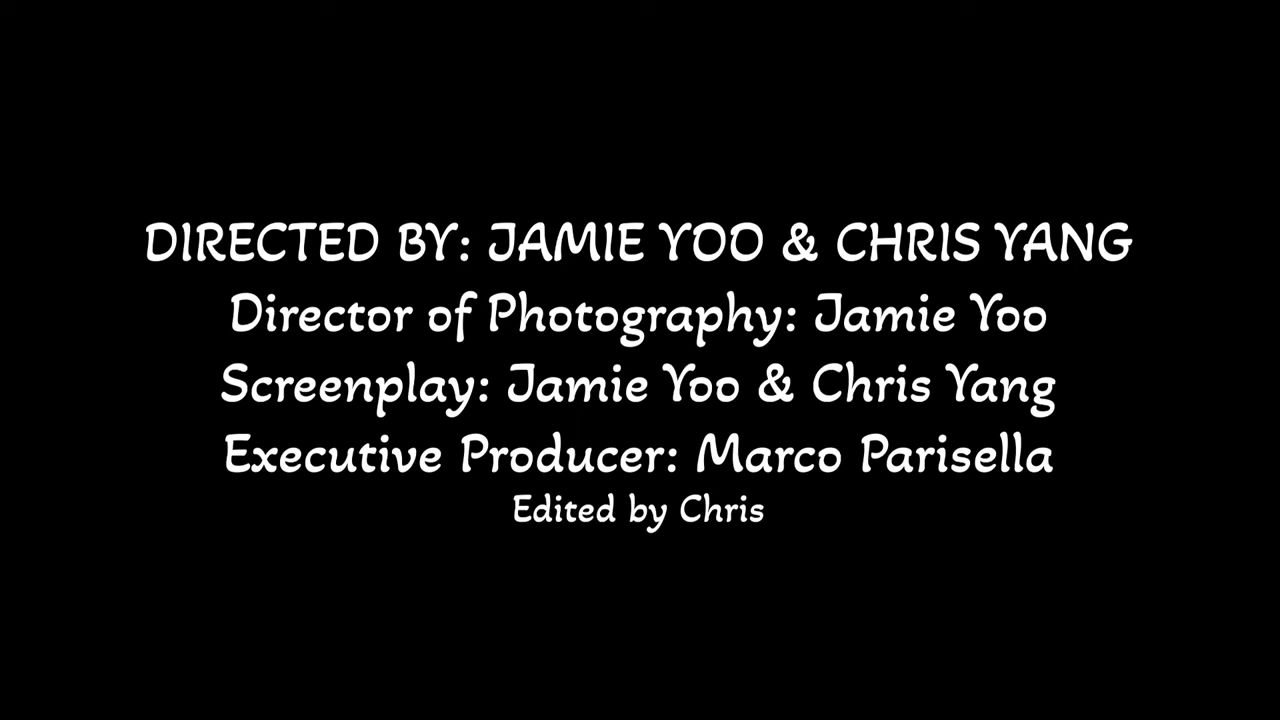 DIRECTED BY: JAMIE YOO & CHRIS YANG
Director of Photography: Jamie Yoo
Screenplay: Jamie Yoo & Chris Yang
Executive Producer: Marco Parisella
Edited by Chris